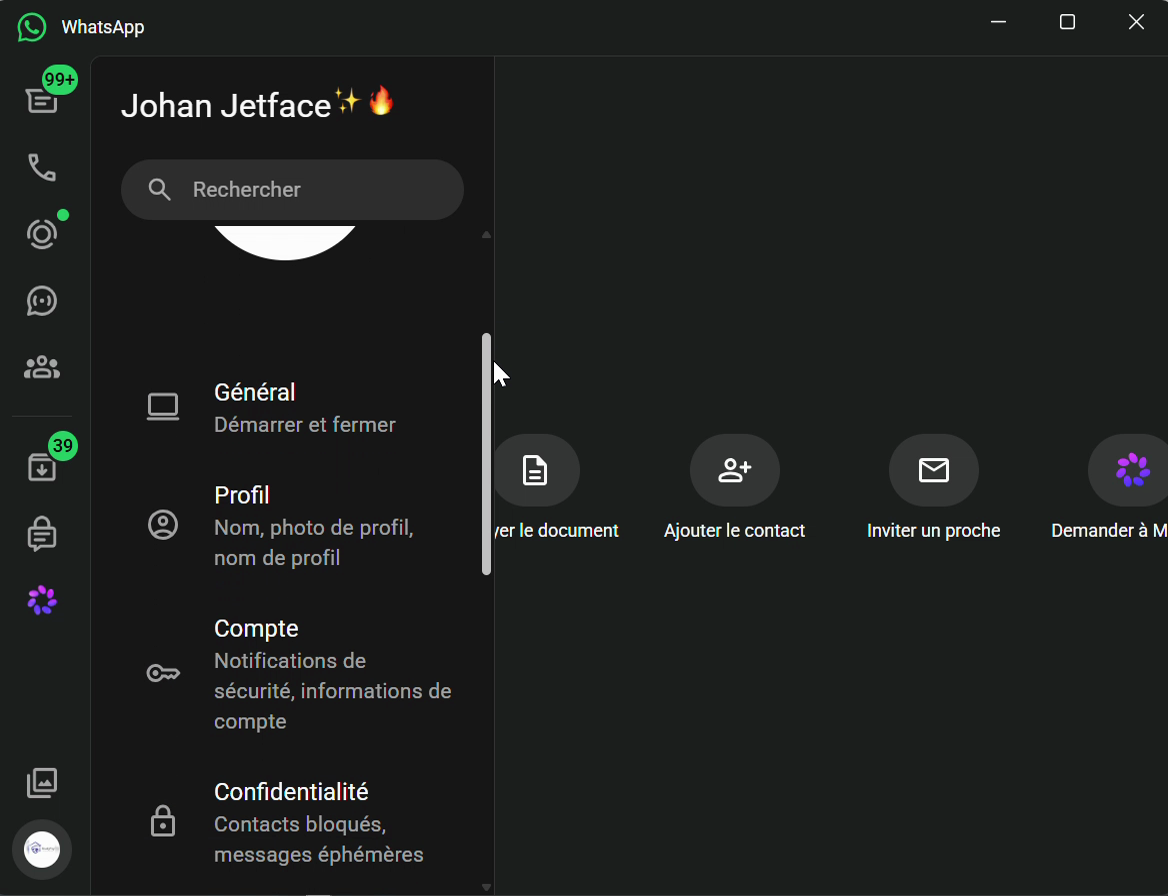 WhatsApp
99+
Johan Jetface✨🔥
Rechercher
Général
Démarrer et fermer
Profil
Nom, photo de profil,
nom de profil
39
yer le document
Ajouter le contact
Inviter un proche
Demander à M
Compte
Notifications de
sécurité, informations de
compte
Confidentialité
Contacts bloqués,
messages éphémères